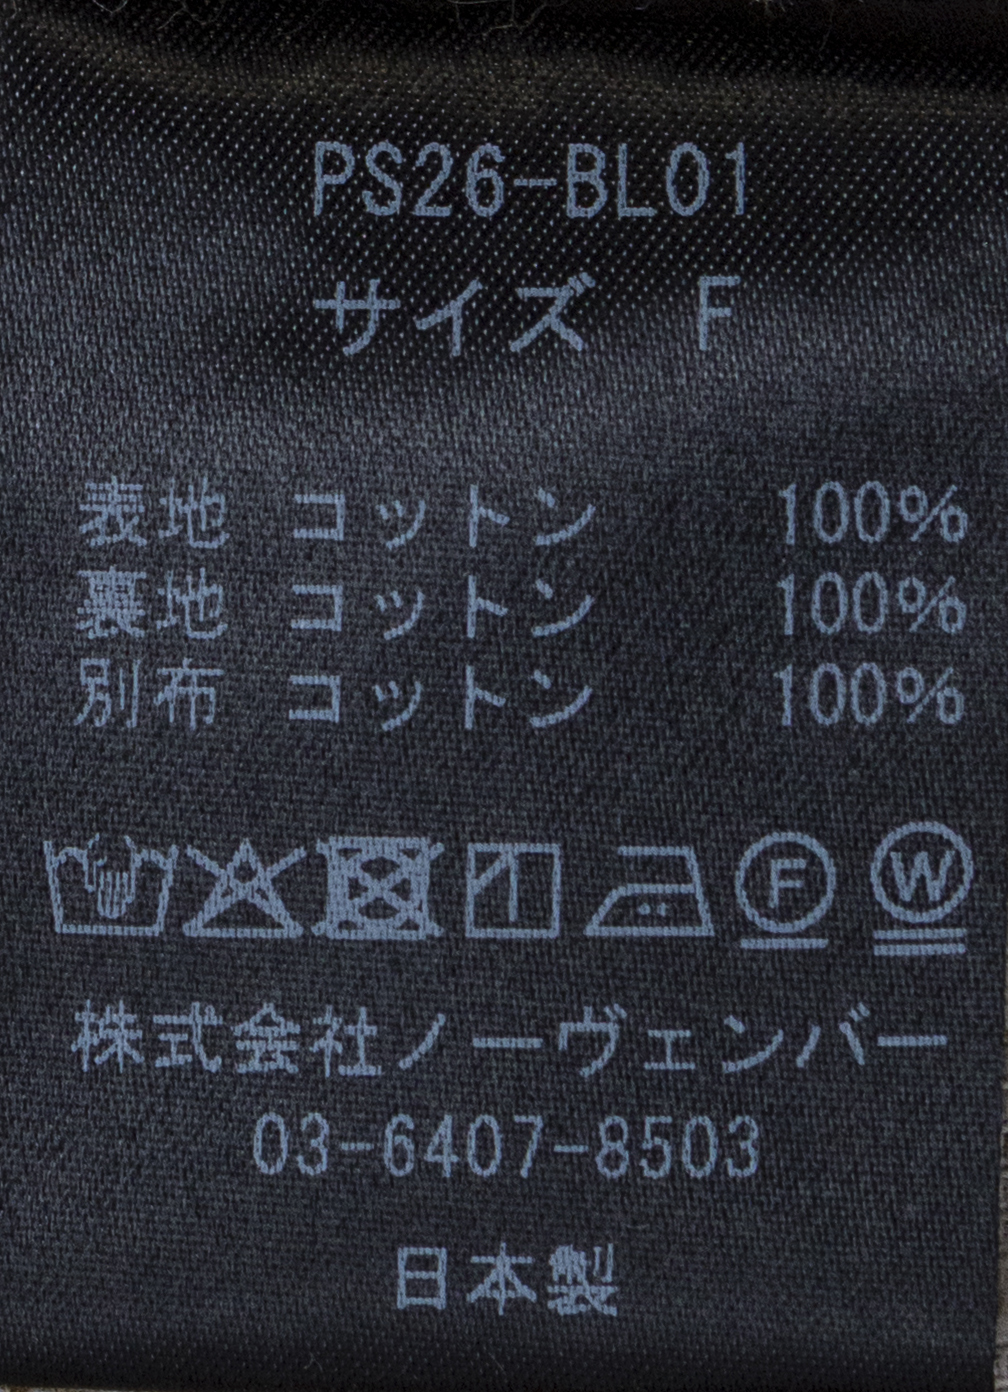 PS26-BL01
サイズ F
表地 コットン 100%
裏地 コットン 100%
別布 コットン 100%
F W
株式会社ノーヴェンバー
03-6407-8503
日本製